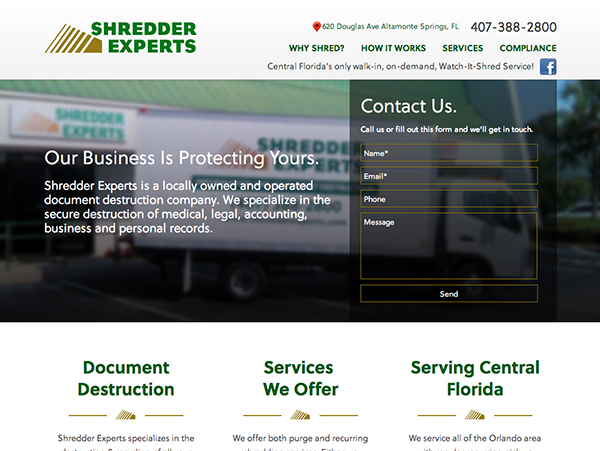 SHREDDER
EXPERTS
620 Douglas Ave Altamonte Springs, FL 407-388-2800
WHY SHRED? HOW IT WORKS SERVICES COMPLIANCE
Central Florida's only walk-in, on-demand, Watch-It-Shred Service!
SHREDDER
EXPERTS
SHREDDER
EXPERTS
Contact Us.
Call us or fill out this form and we'll get in touch.
Name*
Email*
Phone
Message
Send
Our Business Is Protecting Yours.
Shredder Experts is a locally owned and operated
document destruction company. We specialize in the
secure destruction of medical, legal, accounting,
business and personal records.
Document
Destruction
Services
We Offer
Serving Central
Florida
Shredder Experts specializes in the
We offer both purge and recurring
We service all of the Orlando area